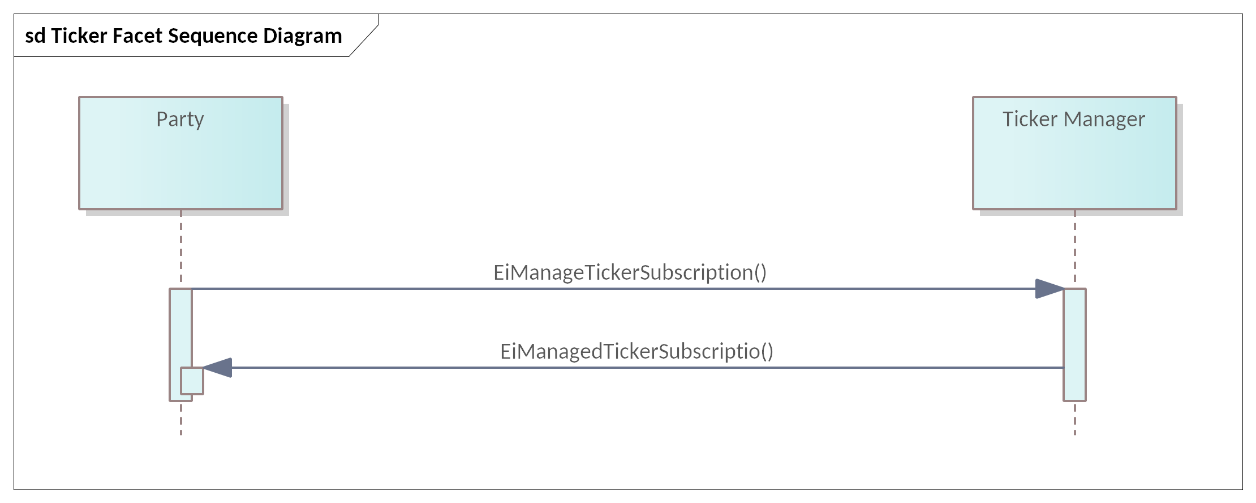 sd Ticker Facet Sequence Diagram
Party
Ticker Manager
EiManageTickerSubscription()
EiManagedTickerSubscriptio()